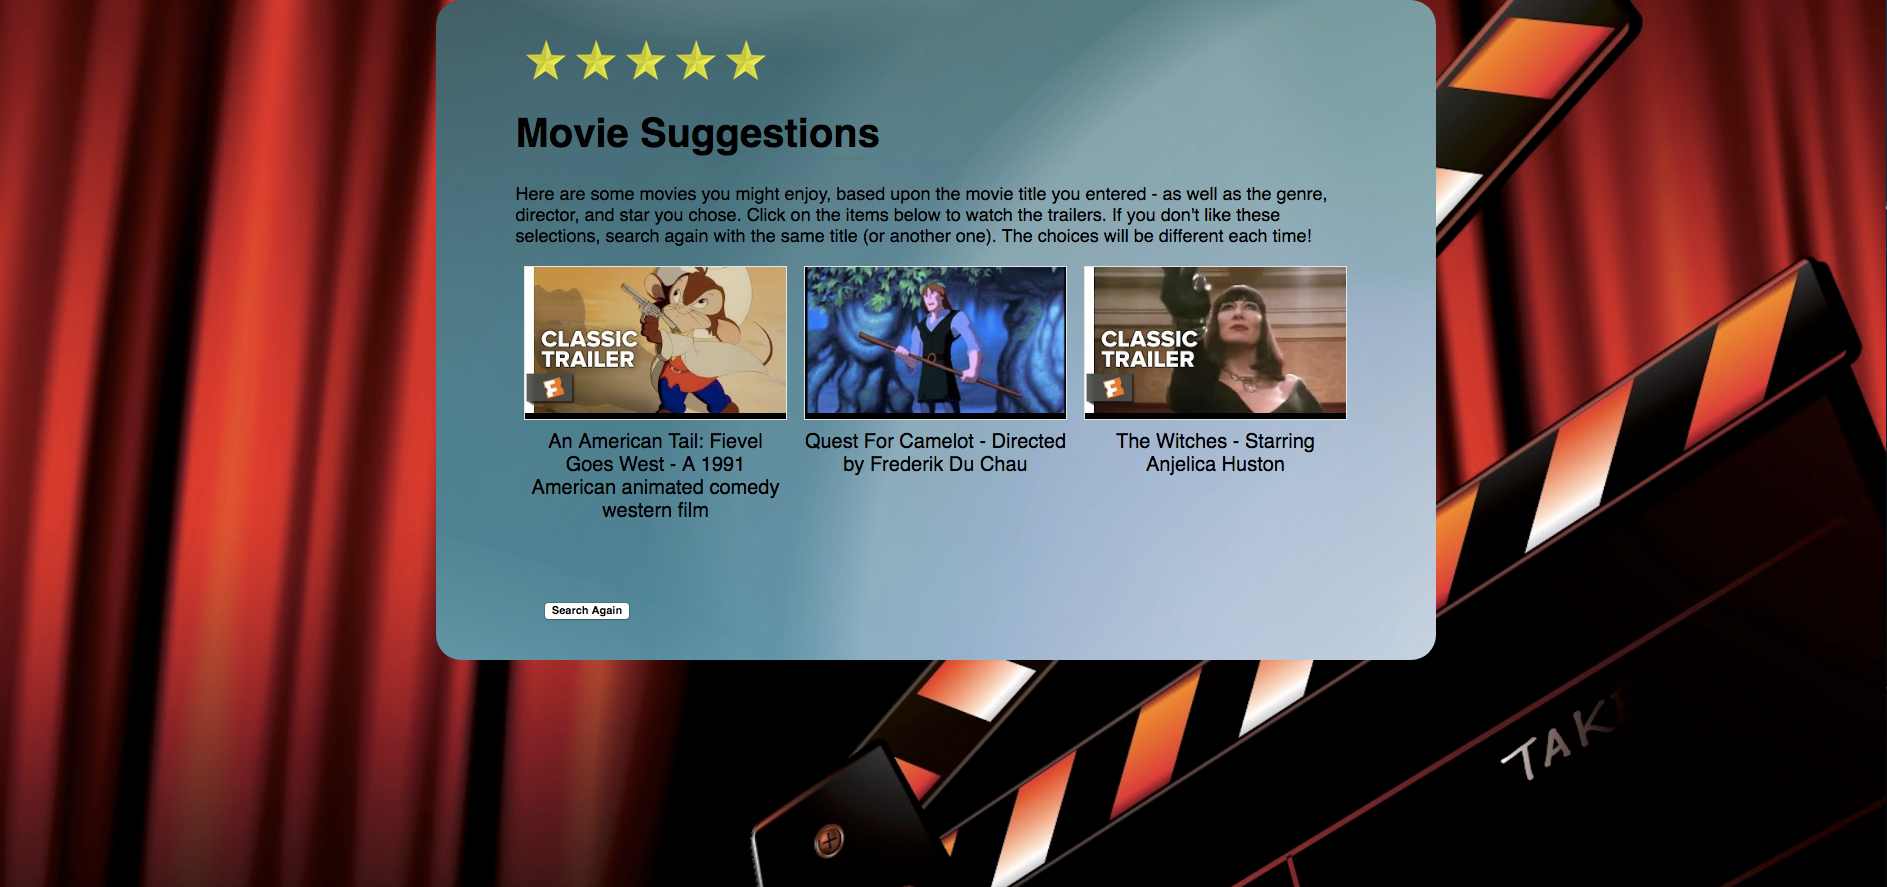 Movie Suggestions
Here are some movies you might enjoy, based upon the movie title you entered - as well as the genre,
director, and star you chose. Click on the items below to watch the trailers. If you don't like these
selections, search again with the same title (or another one). The choices will be different each time!
CLASSIC
TRAILER
CLASSIC
TRAILER
An American Tail: Fievel
Goes West - A 1991
American animated comedy
western film
Quest For Camelot - Directed
by Frederik Du Chau
The Witches - Starring
Anjelica Huston
Search Again
TAKE